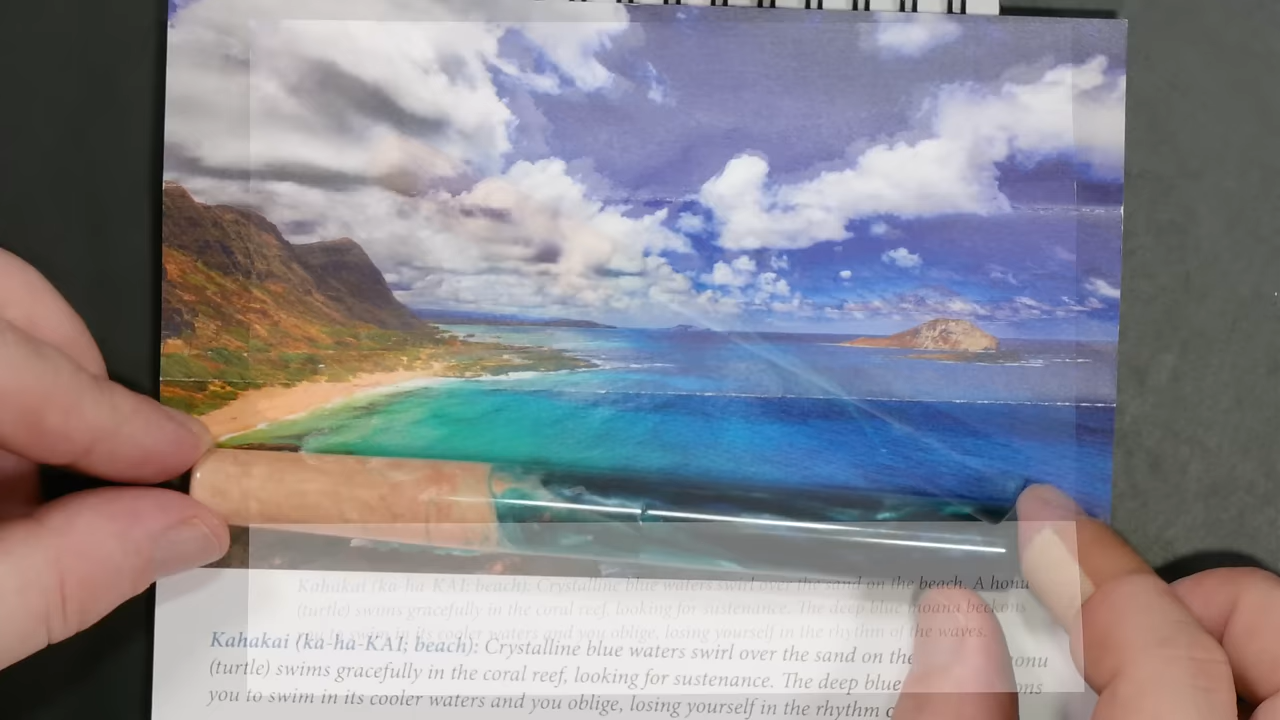 Kahakai (ka-ha-KAI; beach): Crystalline blue waters swirl over the sand on the beach. A honu
(turtle) swims gracefully in the coral reef, looking for sustenance. The deep blue moana beckons
you to swim in its cooler waters and you oblige, losing yourself in the rhythm of the waves.
Kahakai (ka-ha-KAI; beach): Crystalline blue waters swirl over the sand on the honu
(turtle) swims gracefully in the coral reef, looking for sustenance. The deep blue
you to swim in its cooler waters and you oblige, losing yourself in the rhythm